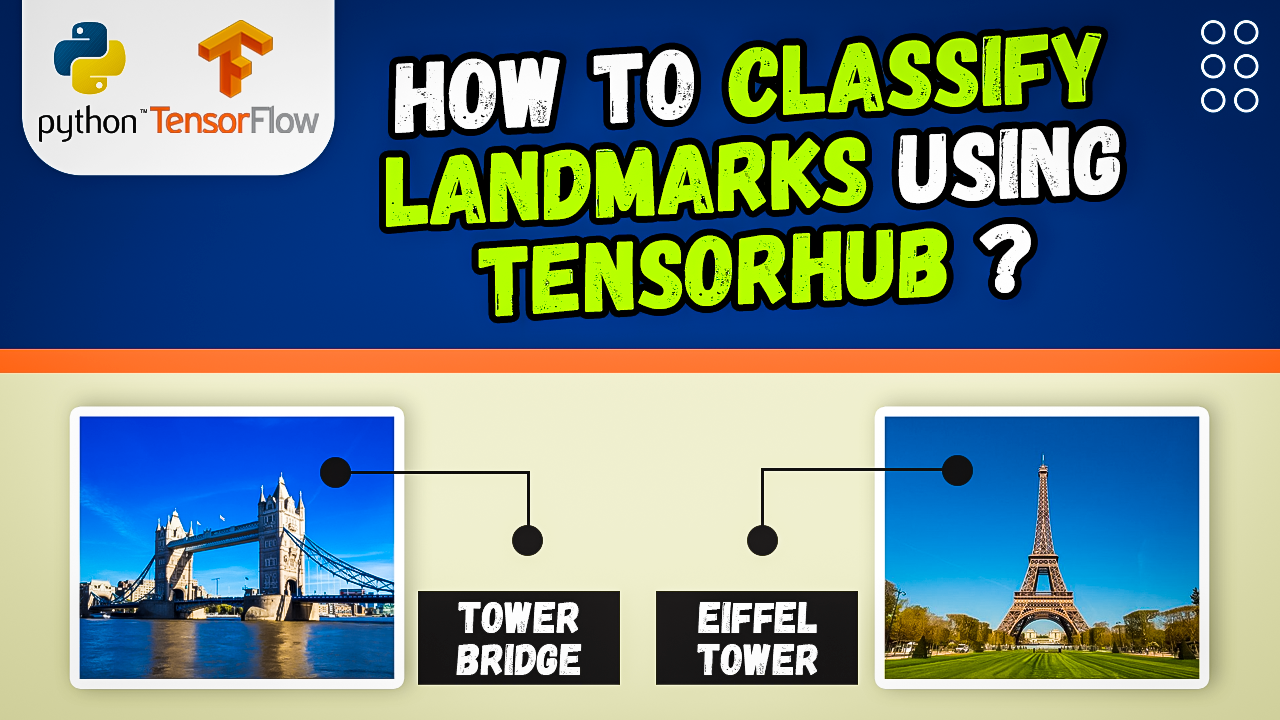 python™
TensorFlow
HOW TO CLASSIFY
LANDMARKS USING
TENSORHUB ?
TOWER
BRIDGE
EIFFEL
TOWER